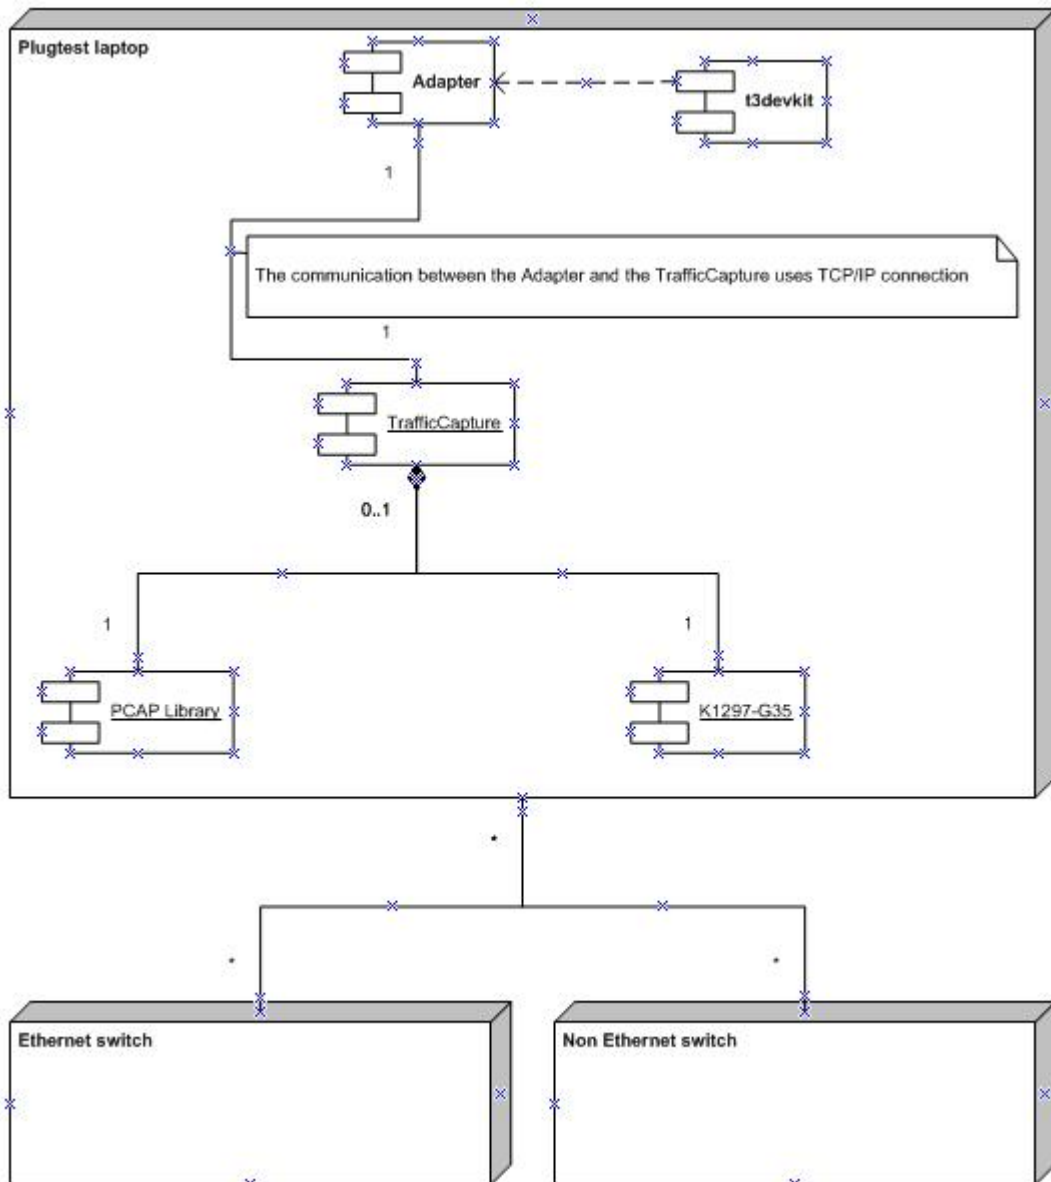 Plugtest laptop
Adapter
t3devkit
1
The communication between the Adapter and the TrafficCapture uses TCP/IP connection
1
TrafficCapture
0..1
1
1
PCAP Library
K1297-G35
*
*
*
Ethernet switch
Non Ethernet switch